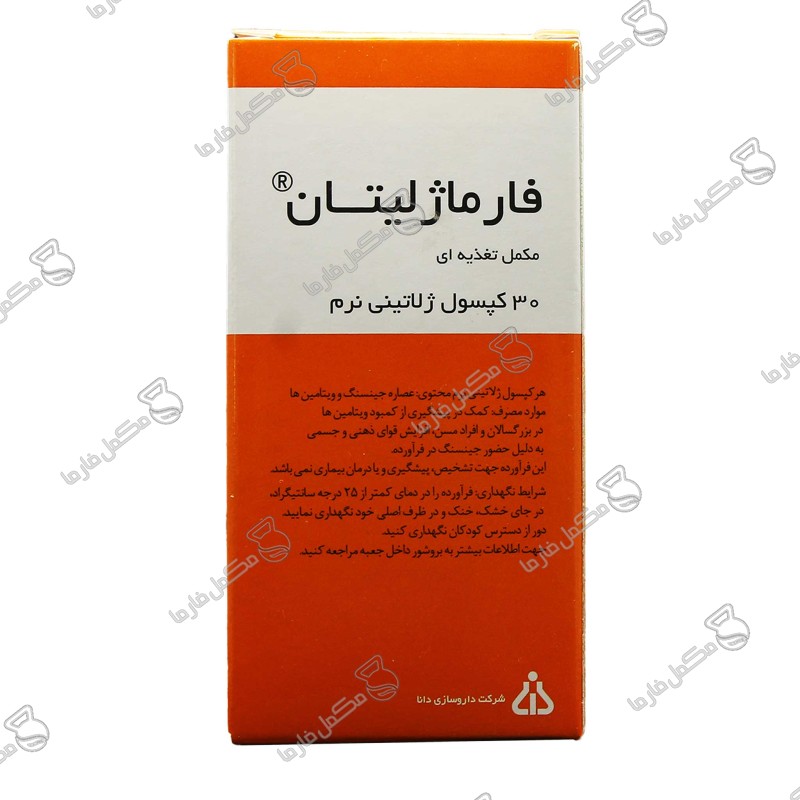 فارماژلیتان®
مکمل تغذیه ای
۳۰ کپسول ژلاتینی نرم
هر کپسول ژلاتینی نرم محتوی: عصاره جینسنگ و ویتامین ها
موارد مصرف: کمک در پیشگیری از کمبود ویتامین ها
در بزرگسالان و افراد مسن، افزایش قوای ذهنی و جسمی
به دلیل حضور جینسنگ در فرآورده.
این فرآورده جهت تشخیص، پیشگیری و یا درمان بیماری نمی باشد.
شرایط نگهداری: فرآورده را در دمای کمتر از ۲۵ درجه سانتیگراد،
در جای خشک، خنک و در ظرف اصلی خود نگهداری نمایید.
دور از دسترس کودکان نگهداری کنید.
جهت اطلاعات بیشتر به بروشور داخل جعبه مراجعه کنید.
شرکت داروسازی دانا
مکمل فارما